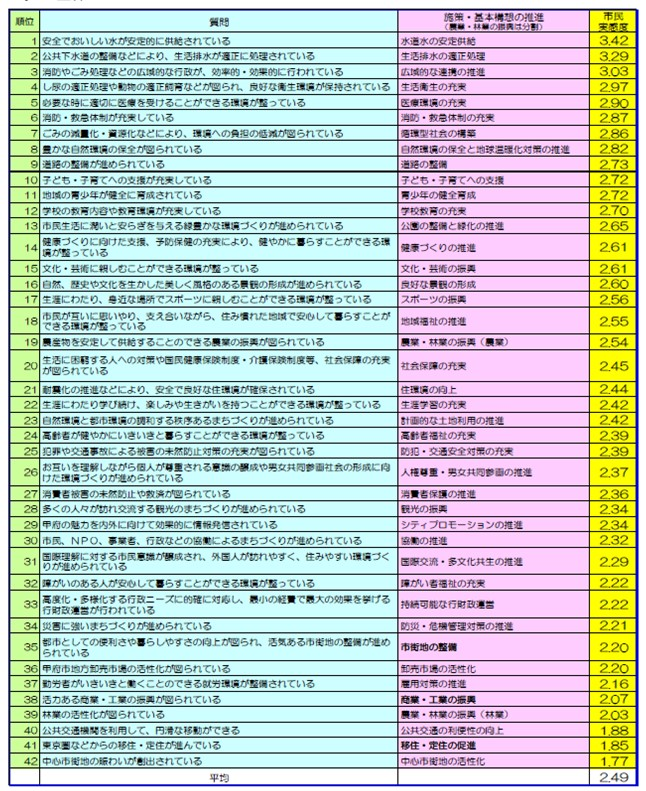 順位 質問 施策・基本構想の推進 市民
(農業・林業の振興は分割) 実感度
1 安全でおいしい水が安定的に供給されている 水道水の安定供給 3.42
2 公共下水道の整備などにより、生活排水が適正に処理されている 生活排水の適正処理 3.29
3 消防やごみ処理などの広域的な行政が、効率的・効果的に行われている 広域的な連携の推進 3.03
4 し尿の適正処理や動物の適正飼育などが図られ、良好な衛生環境が保持されている 生活衛生の充実 2.97
5 必要な時に適切に医療を受けることができる環境が整っている 医療環境の充実 2.90
6 消防・救急体制が充実している 消防・救急体制の充実 2.87
7 ごみの減量化・資源化などにより、環境への負担の低減が図られている 循環型社会の構築 2.86
8 豊かな自然環境の保全が図られている 自然環境の保全と地球温暖化対策の推進 2.82
9 道路の整備が進められている 道路の整備 2.73
10 子ども・子育てへの支援が充実している 子ども・子育てへの支援 2.72
11 地域の青少年が健全に育成されている 青少年の健全育成 2.72
12 学校の教育内容や教育環境が充実している 学校教育の充実 2.70
13 市民生活に潤いと安らぎを与える緑豊かな環境づくりが進められている 公園の整備と緑化の推進 2.65
14 健康づくりに向けた支援、予防保健の充実により、健やかに暮らすことができる環 健康づくりの推進 2.61
境が整っている
15 文化・芸術に親しむことができる環境が整っている 文化・芸術の振興 2.61
16 自然、歴史や文化を生かした美しく風格のある景観の形成が進められている 良好な景観の形成 2.60
17 生涯にわたり、身近な場所でスポーツに親しむことができる環境が整っている スポーツの振興 2.56
18 市民が互いに思いやり、支え合いながら、住み慣れた地域で安心して暮らすことが 地域福祉の推進 2.55
できる環境が整っている
19 農産物を安定して供給することのできる農業の振興が図られている 農業・林業の振興(農業) 2.54
20 生活に困窮する人への対策や国民健康保険制度・介護保険制度等、社会保障の充実 社会保障の充実 2.45
が図られている
21 耐震化の推進などにより、安全で良好な住環境が確保されている 住環境の向上 2.44
22 生涯にわたり学び続け、楽しみや生きがいを持つことができる環境が整っている 生涯学習の充実 2.42
23 自然環境と都市環境の調和する秩序あるまちづくりが進められている 計画的な土地利用の推進 2.42
24 高齢者が健やかにいきいきと暮らすことができる環境が整っている 高齢者福祉の充実 2.39
25 犯罪や交通事故による被害の未然防止対策の充実が図られている 防犯・交通安全対策の充実 2.39
26 お互いを理解しながら個人が尊重される意識の醸成や男女共同参画社会の形成に向 人権尊重・男女共同参画の推進 2.37
けた環境づくりが進められている
27 消費者被害の未然防止や救済が図られている 消費者保護の推進 2.36
28 多くの人々が訪れ交流する観光のまちづくりが進められている 観光の振興 2.34
29 甲府の魅力を内外に向けて効果的に情報発信されている シティプロモーションの推進 2.34
30 市民、NPO、事業者、行政などの協働によるまちづくりが進められている 協働の推進 2.32
31 国際理解に対する市民意識が醸成され、外国人が訪れやすく、住みやすい環境づく 国際交流・多文化共生の推進 2.29
りが進められている
32 障がいのある人が安心して暮らすことができる環境が整っている 障がい者福祉の充実 2.22
33 高度化・多様化する行政ニーズに的確に対応し、最小の経費で最大の効果を挙げる 持続可能な行財政運営 2.22
行財政運営が行われている
34 災害に強いまちづくりが進められている 防災・危機管理対策の推進 2.21
35 都市としての便利さや暮らしやすさの向上が図られ、活気ある市街地の整備が進め 市街地の整備 2.20
られている
36 甲府市地方卸売市場の活性化が図られている 卸売市場の活性化 2.20
37 勤労者がいきいきと働くことのできる就労環境が整備されている 雇用対策の推進 2.16
38 活力ある商業・工業の振興が図られている 商業・工業の振興 2.07
39 林業の活性化が図られている 農業・林業の振興(林業) 2.03
40 公共交通機関を利用して、円滑な移動ができる 公共交通の利便性の向上 1.88
41 東京圏などからの移住・定住が進んでいる 移住・定住の促進 1.85
42 中心市街地の賑わいが創出されている 中心市街地の活性化 1.77
平均 2.49